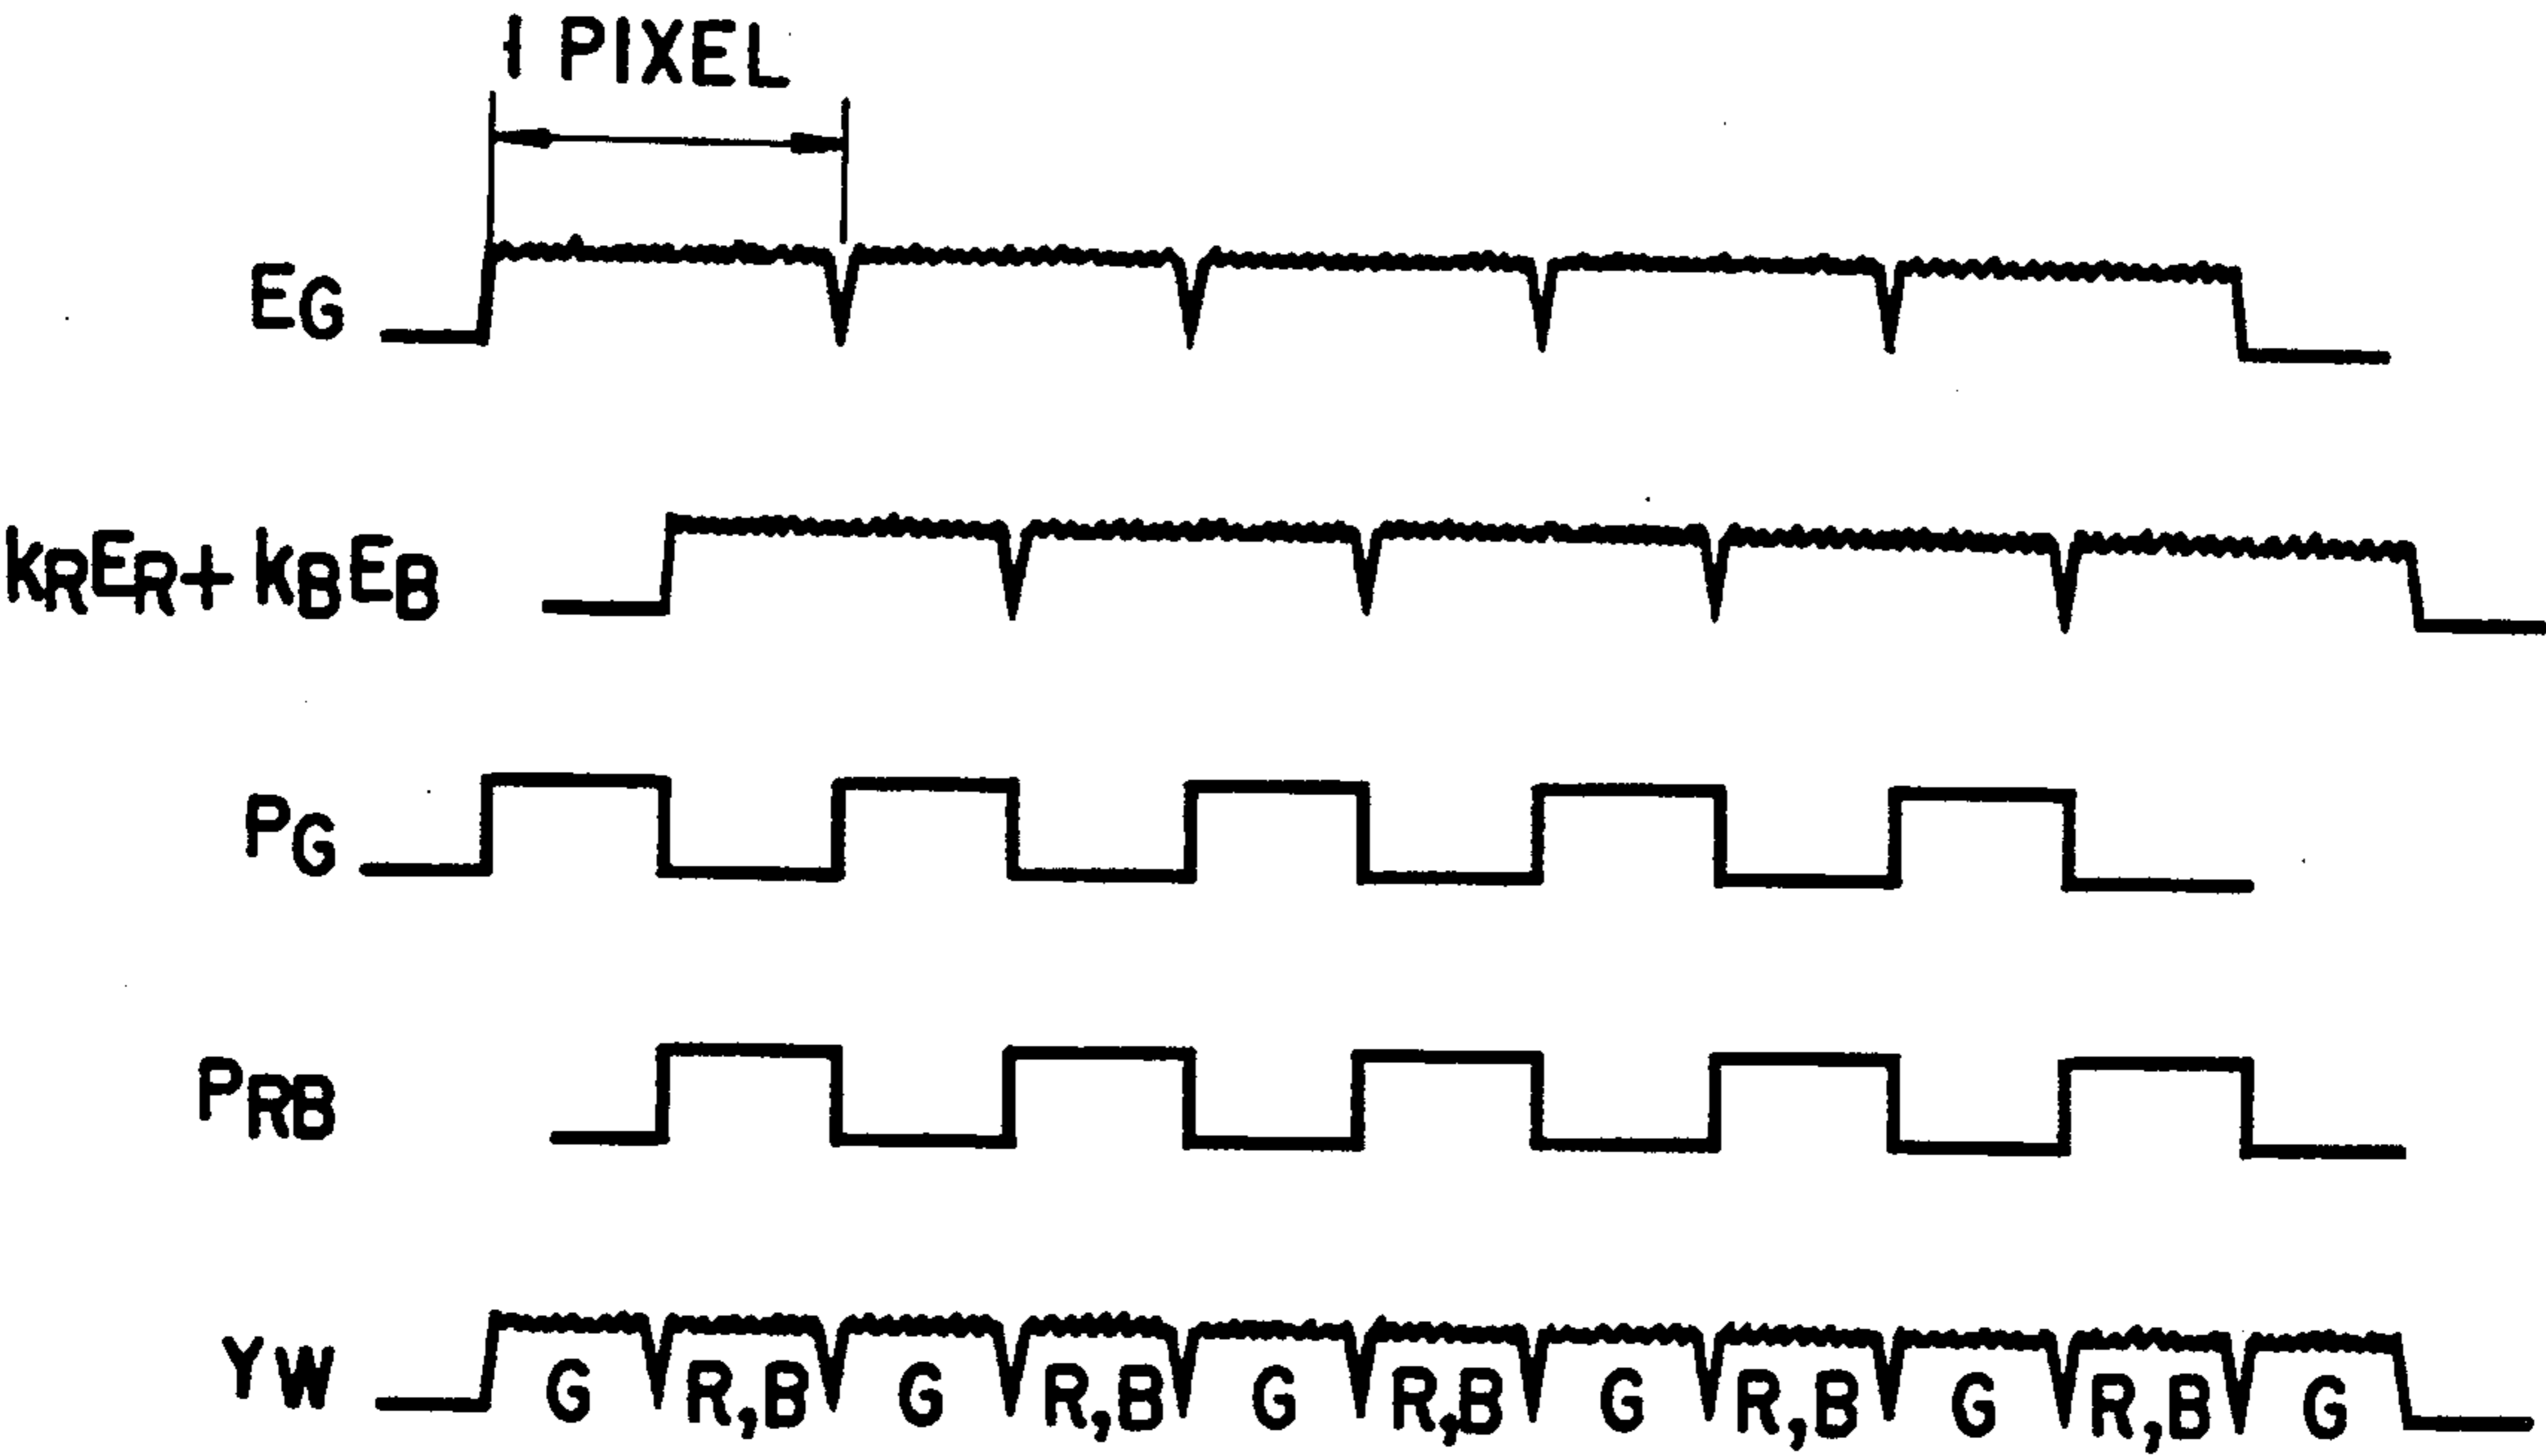 1 PIXEL
EG
kRER+ kBEB
PG
PRB
YW
G R,B G R,B G R,B G R,B G R,B G